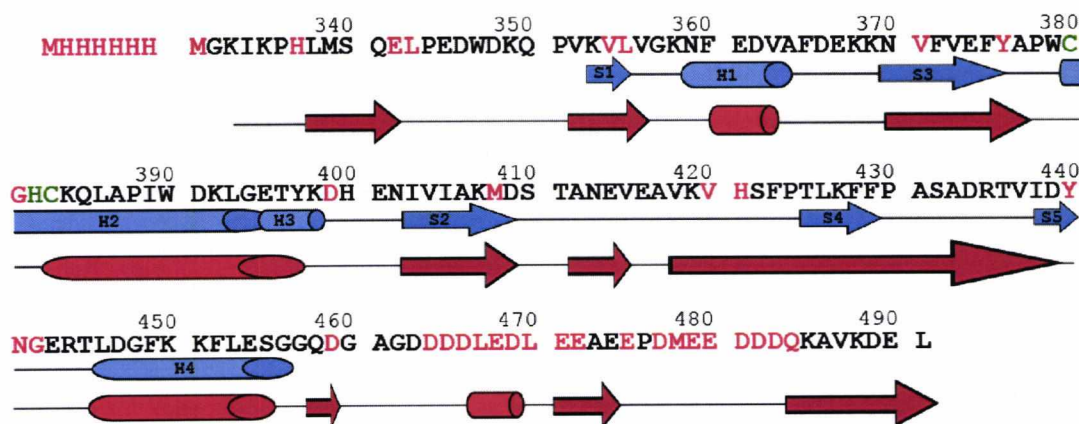 340 350 360 370 380
MHHHHHH MGKIKPHLMS QELPEDWDKQ PVKVLVGKNF EDVAFDEKKN VFVEFYAPWC
S1 H1 S3
390 400 410 420 430 440
GHCKQLAPIW DKLGETYKDH ENIVIAKMDS TANEVEAVKV HSFPTLKFFP ASADRTVIDY
H2 H3 S2 S4 S5
450 460 470 480 490
NGERTLDGFK KFLESGGQDG AGDDDDLEDL EEAEEPDMEE DDDQKAVKDE L
H4